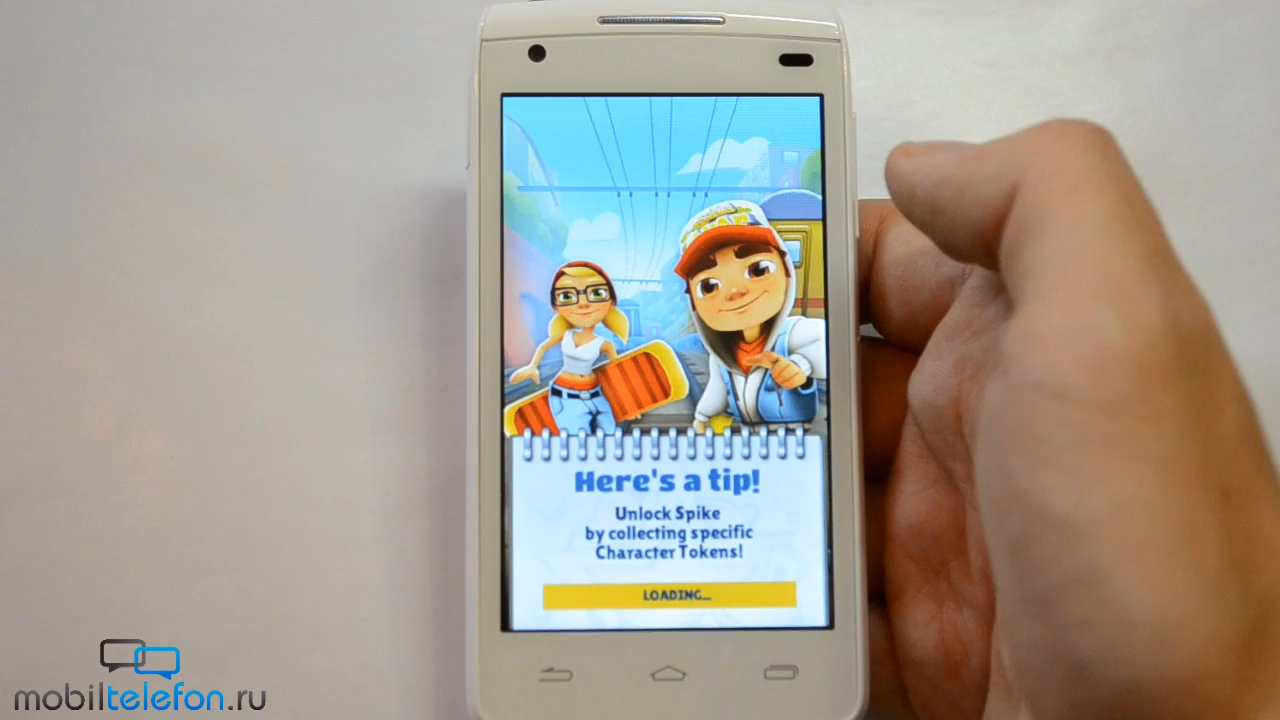 Here's a tip!
Unlock Spike
by collecting specific
Character Tokens!
LOADING...
mobiltelefon.ru